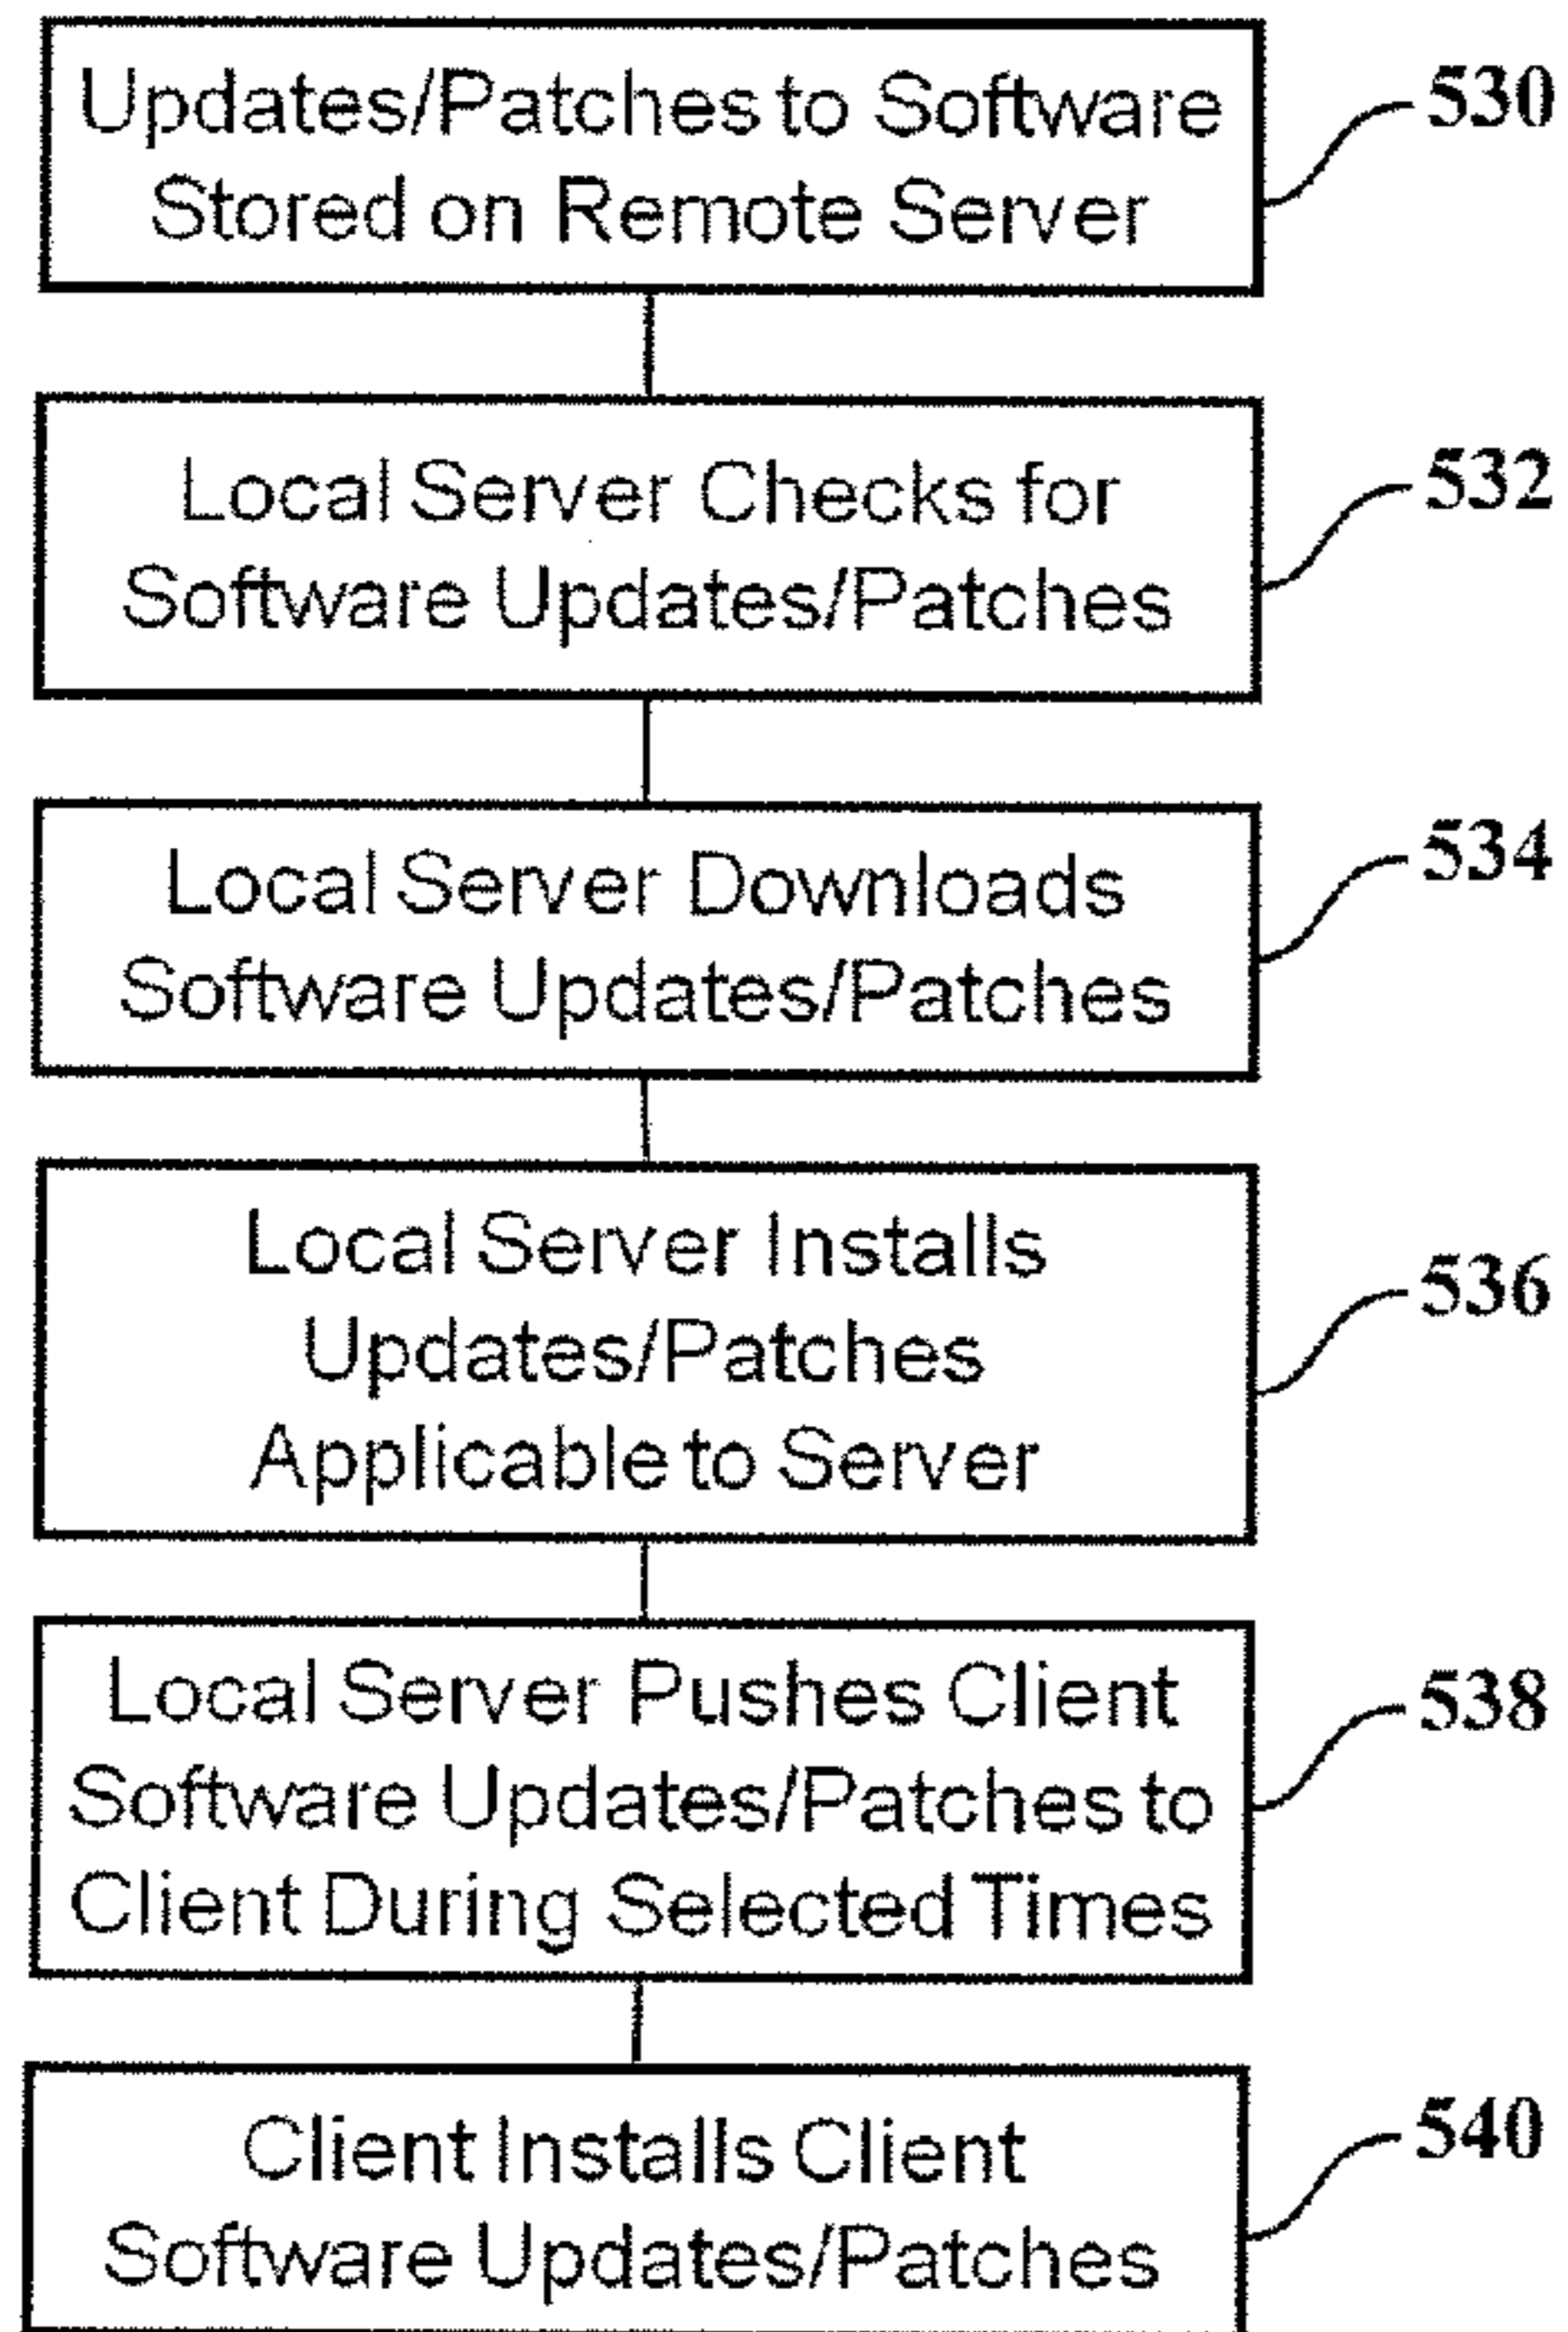 Updates/Patches to Software
Stored on Remote Server
530
Local Server Checks for
Software Updates/Patches
532
Local Server Downloads
Software Updates/Patches
534
Local Server Installs
Updates/Patches
Applicable to Server
536
Local Server Pushes Client
Software Updates/Patches to
Client During Selected Times
538
Client Installs Client
Software Updates/Patches
540